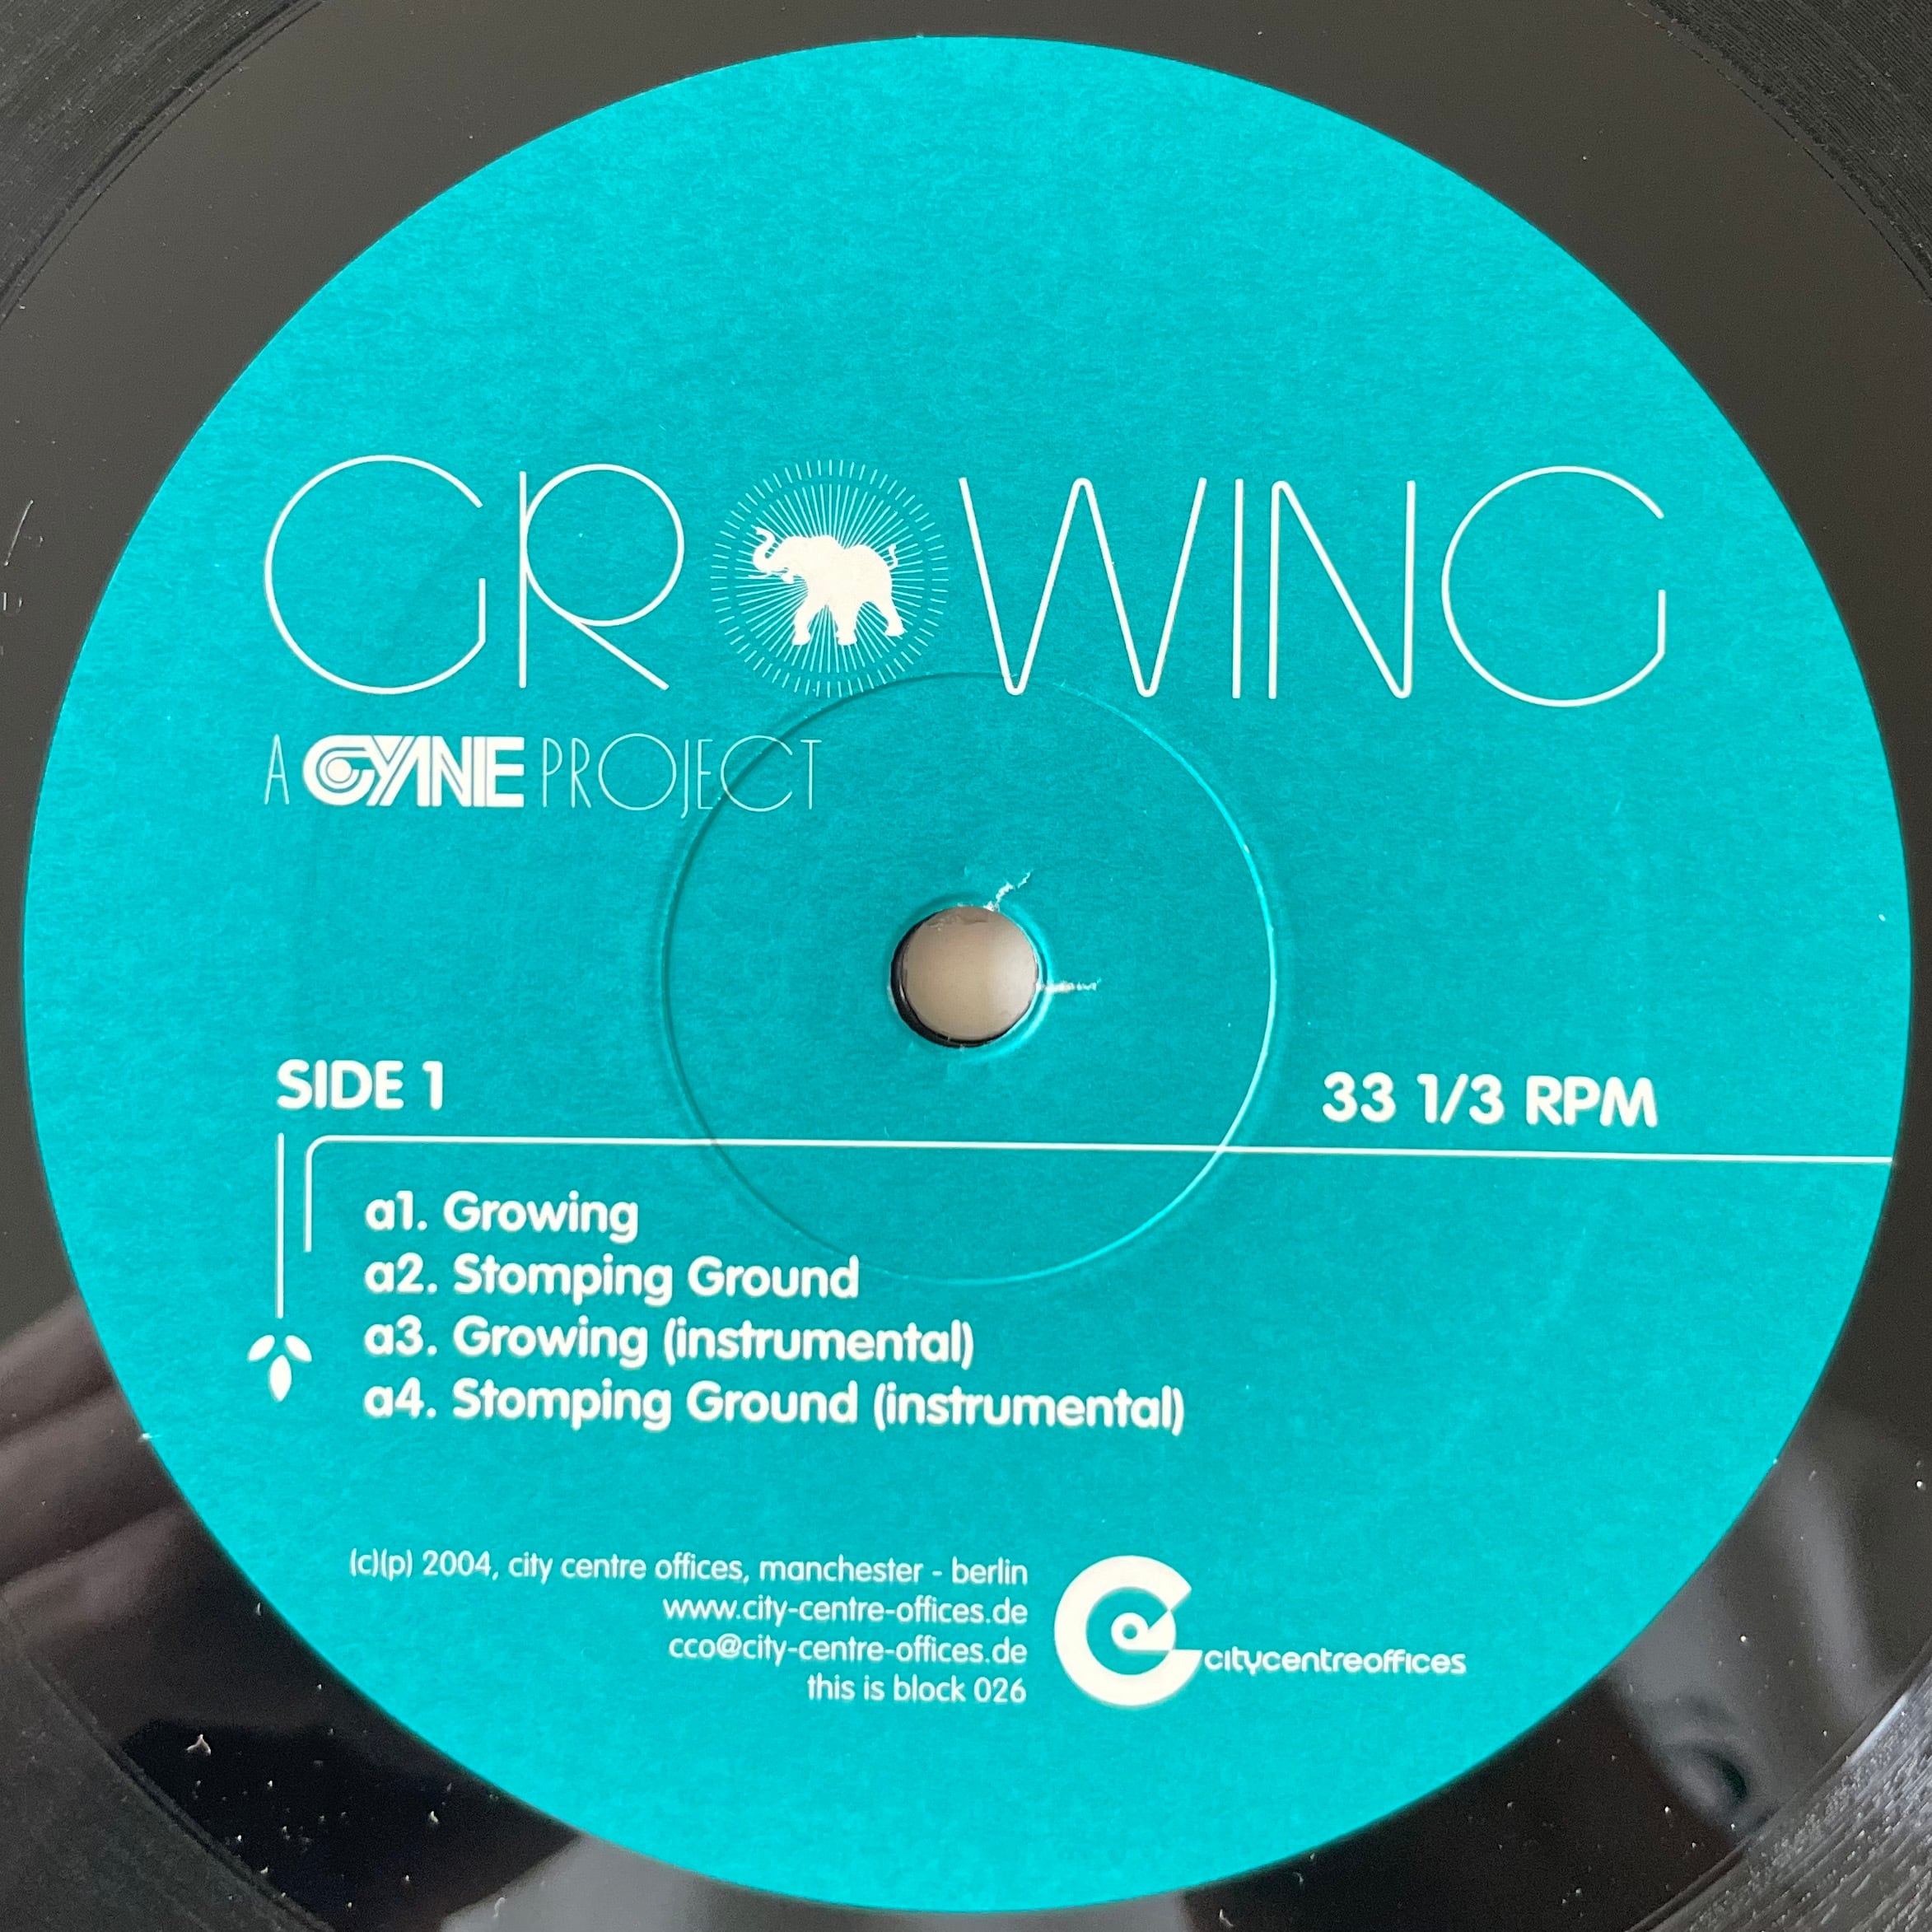 GROWING
A CYNE PROJECT
SIDE 1
33 1/3 RPM
a1. Growing
a2. Stomping Ground
a3. Growing (instrumental)
a4. Stomping Ground (instrumental)
(c)(p) 2004, city centre offices, manchester - berlin
www.city-centre-offices.de
cco@city-centre-offices.de
this is block 026
citycentreoffices